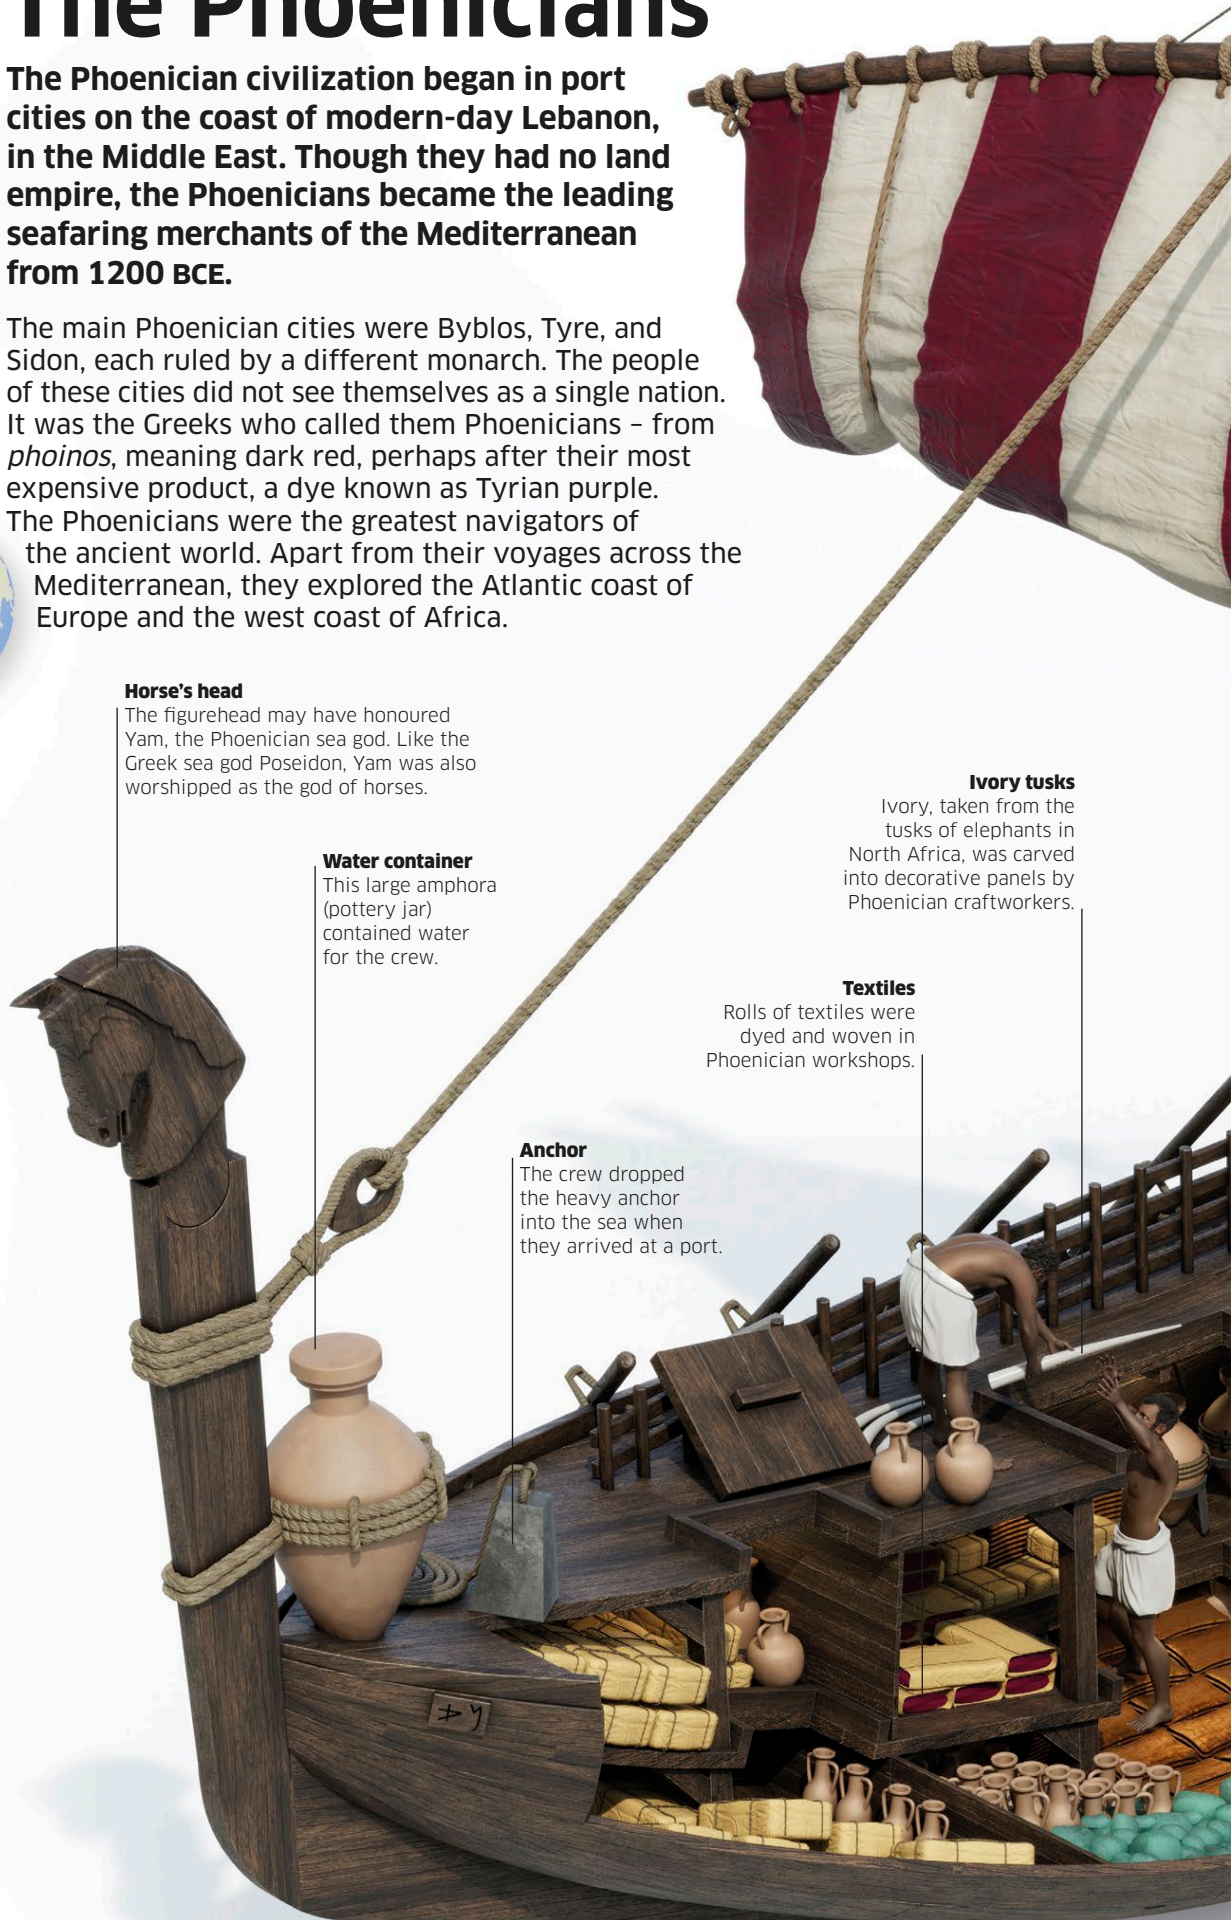 The Phoenicians
The Phoenician civilization began in port
cities on the coast of modern-day Lebanon,
in the Middle East. Though they had no land
empire, the Phoenicians became the leading
seafaring merchants of the Mediterranean
from 1200 BCE.
The main Phoenician cities were Byblos, Tyre, and
Sidon, each ruled by a different monarch. The people
of these cities did not see themselves as a single nation.
It was the Greeks who called them Phoenicians – from
phoinos, meaning dark red, perhaps after their most
expensive product, a dye known as Tyrian purple.
The Phoenicians were the greatest navigators of
the ancient world. Apart from their voyages across the
Mediterranean, they explored the Atlantic coast of
Europe and the west coast of Africa.
Horse's head
The figurehead may have honoured
Yam, the Phoenician sea god. Like the
Greek sea god Poseidon, Yam was also
worshipped as the god of horses.
Water container
This large amphora
(pottery jar)
contained water
for the crew.
Ivory tusks
Ivory, taken from the
tusks of elephants in
North Africa, was carved
into decorative panels by
Phoenician craftworkers.
Textiles
Rolls of textiles were
dyed and woven in
Phoenician workshops.
Anchor
The crew dropped
the heavy anchor
into the sea when
they arrived at a port.